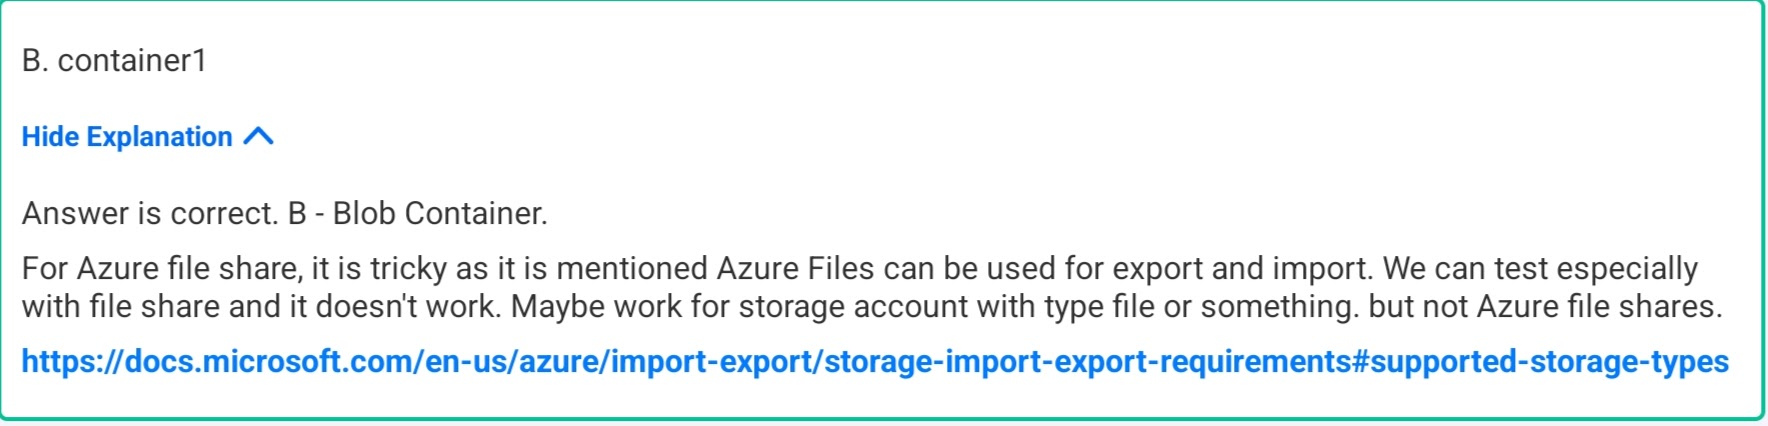 B. container1
Hide Explanation
Answer is correct. B - Blob Container.
For Azure file share, it is tricky as it is mentioned Azure Files can be used for export and import. We can test especially
with file share and it doesn't work. Maybe work for storage account with type file or something. but not Azure file shares.
https://docs.microsoft.com/en-us/azure/import-export/storage-import-export-requirements#supported-storage-types